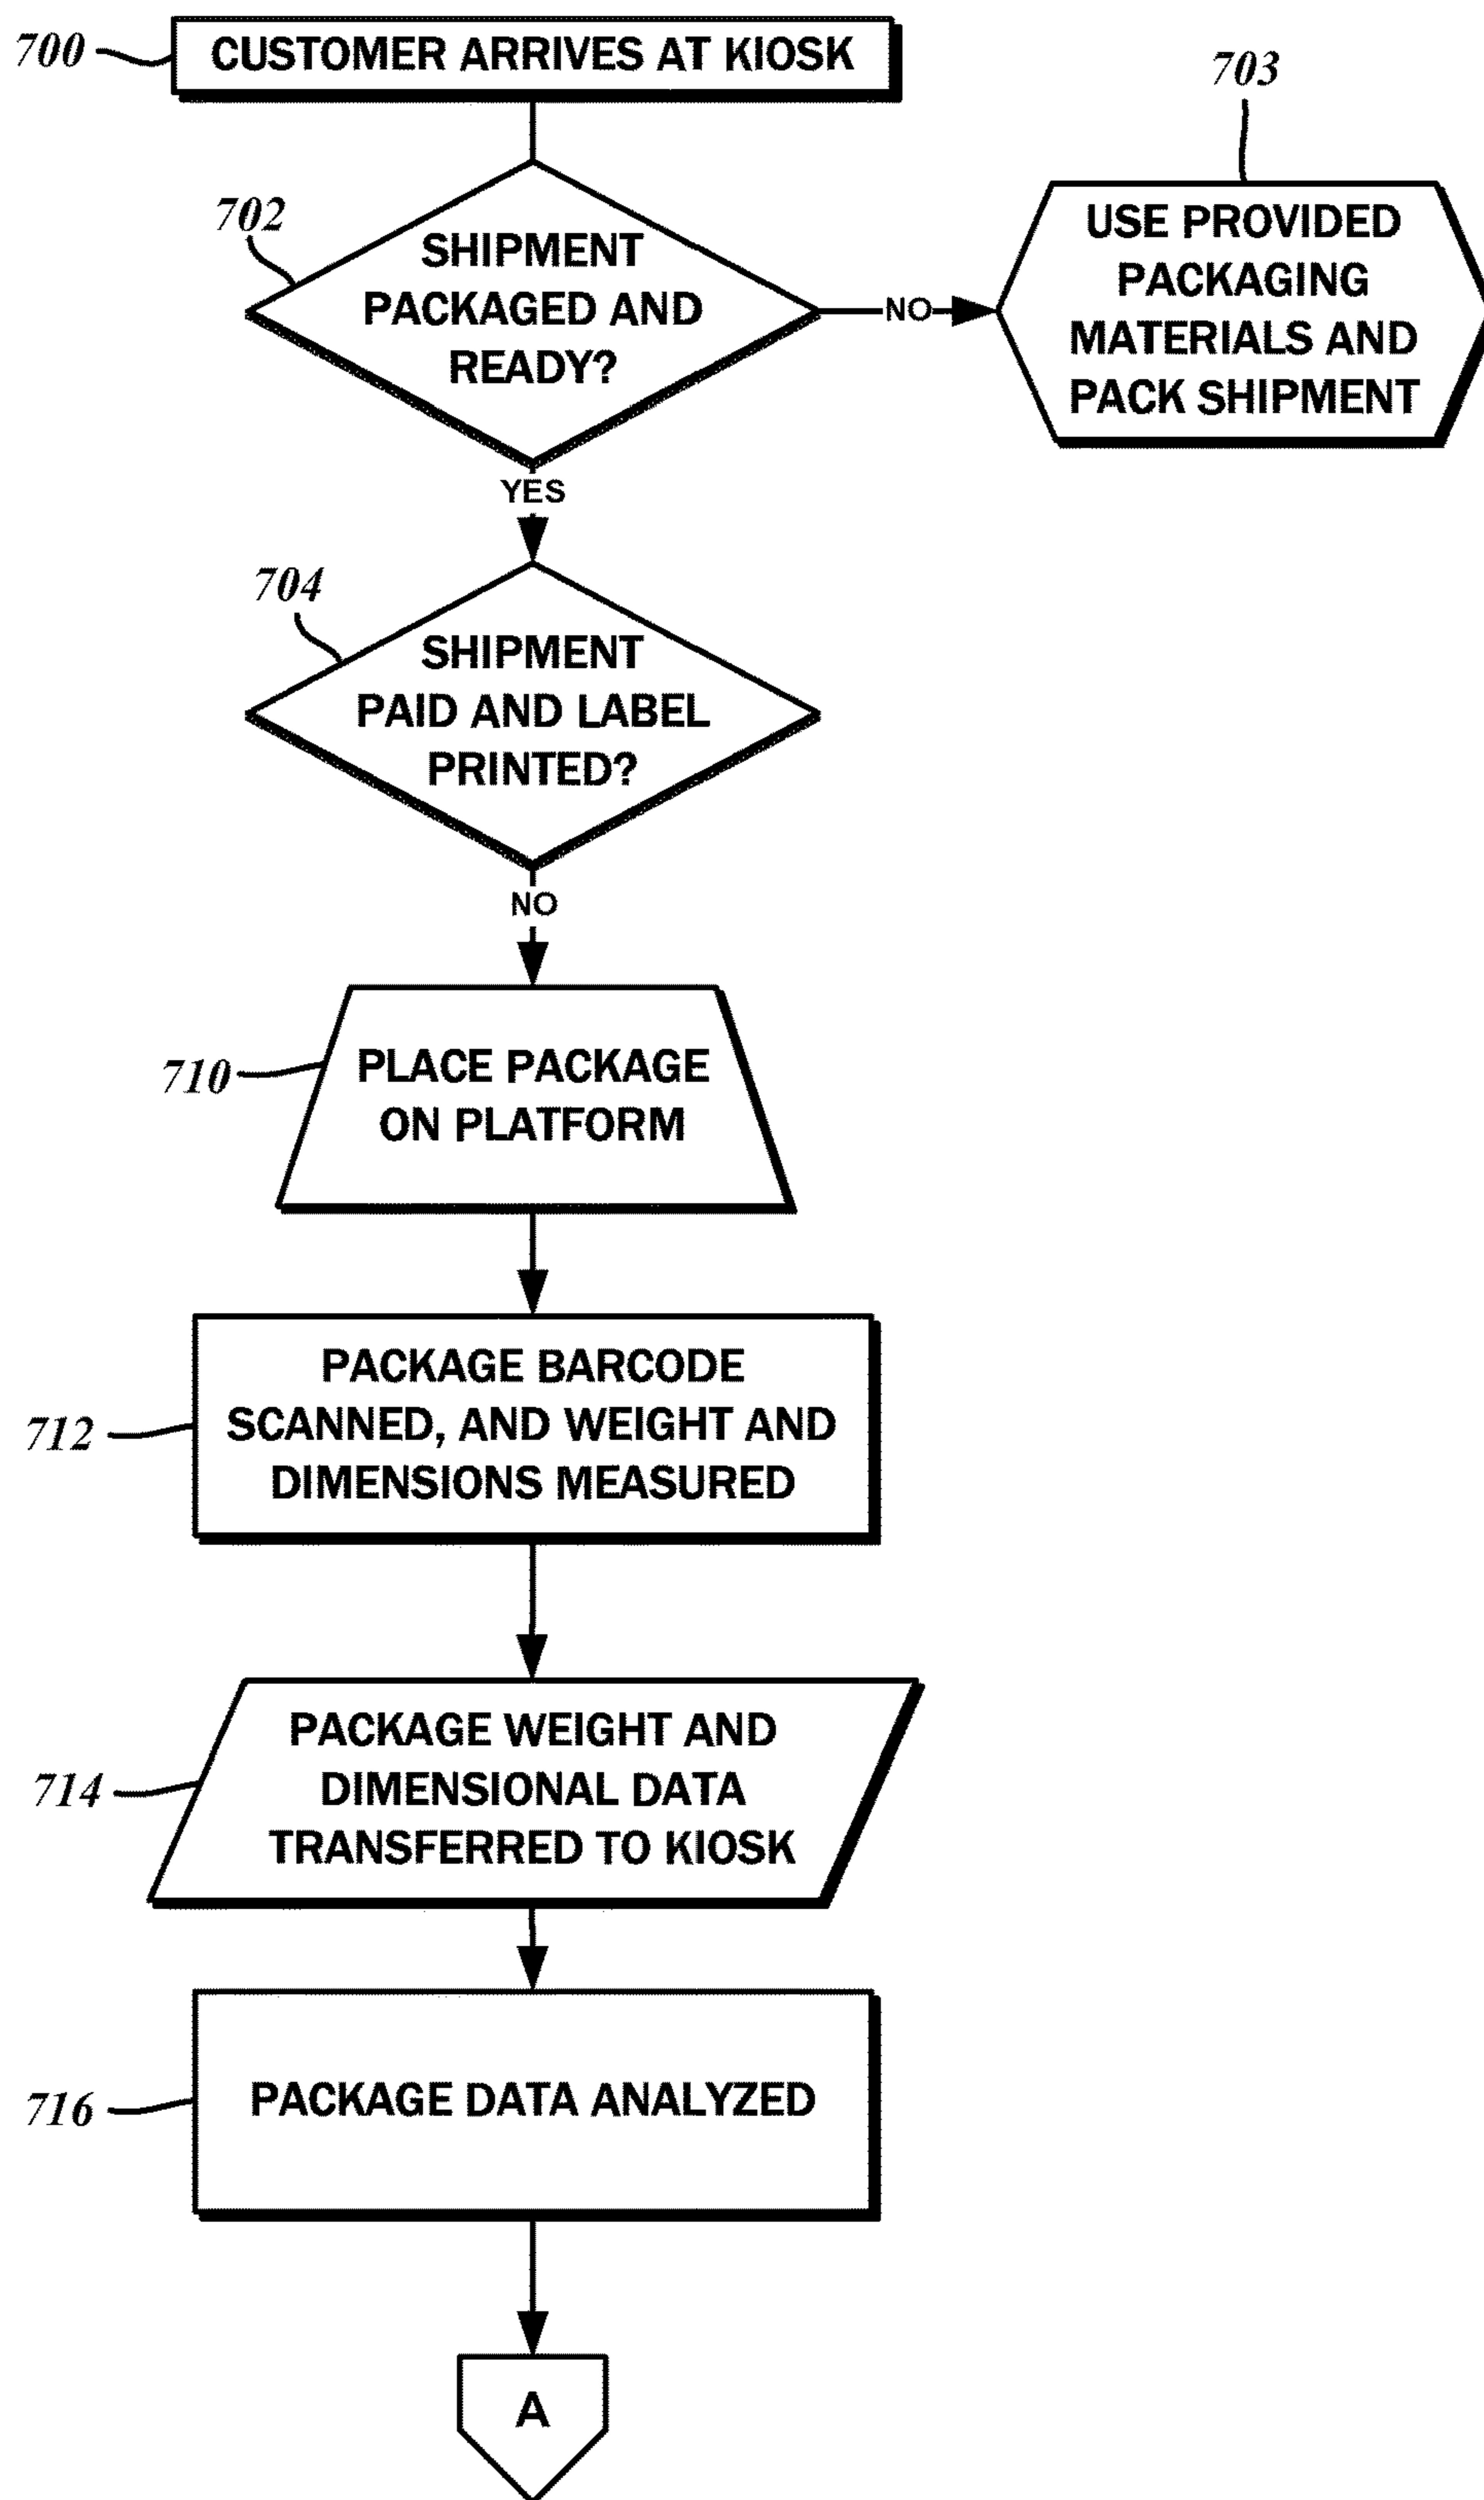 700
CUSTOMER ARRIVES AT KIOSK
703
702
SHIPMENT
PACKAGED AND
READY?
NO
USE PROVIDED
PACKAGING
MATERIALS AND
PACK SHIPMENT
YES
704
SHIPMENT
PAID AND LABEL
PRINTED?
NO
710
PLACE PACKAGE
ON PLATFORM
712
PACKAGE BARCODE
SCANNED, AND WEIGHT AND
DIMENSIONS MEASURED
714
PACKAGE WEIGHT AND
DIMENSIONAL DATA
TRANSFERRED TO KIOSK
716
PACKAGE DATA ANALYZED
A